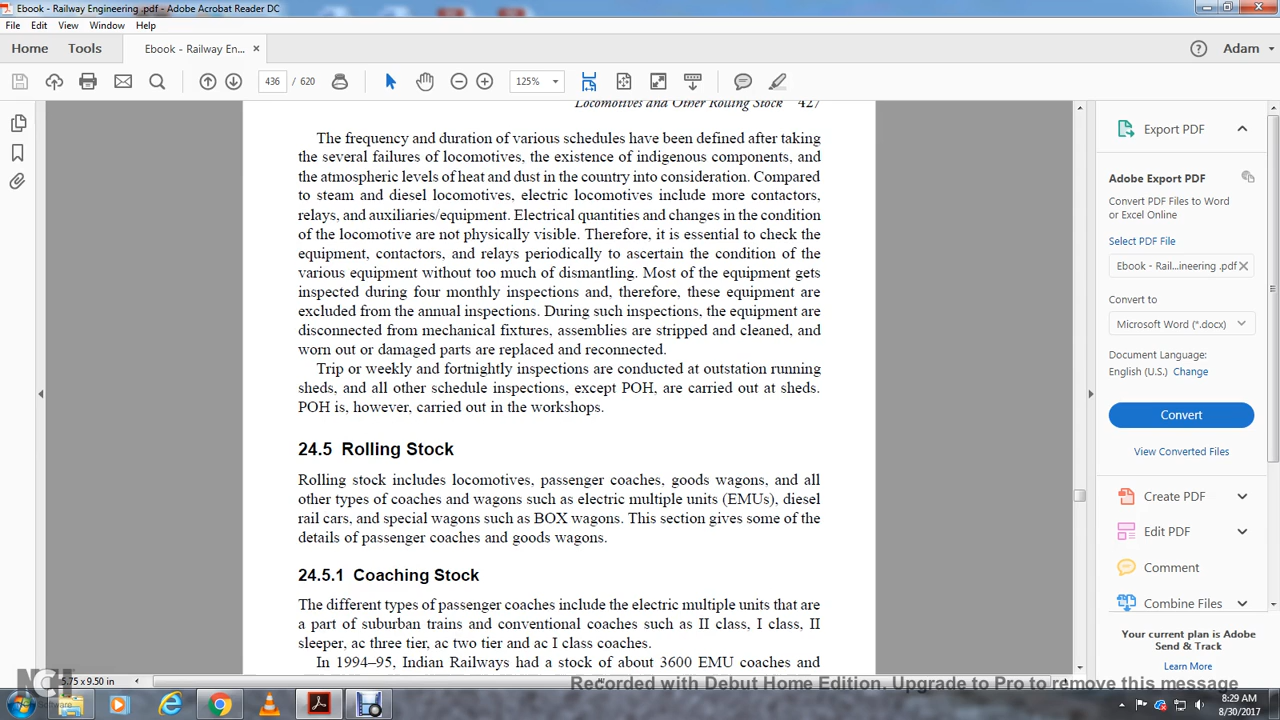 Ebook - Railway Engineering .pdf - Adobe Acrobat Reader DC
File Edit View Window Help
Home Tools Ebook - Railway En... × Adam
436 / 620 125%
Locomotives and Other Rolling Stock 427
The frequency and duration of various schedules have been defined after taking
the several failures of locomotives, the existence of indigenous components, and
the atmospheric levels of heat and dust in the country into consideration. Compared
to steam and diesel locomotives, electric locomotives include more contactors,
relays, and auxiliaries/equipment. Electrical quantities and changes in the condition
of the locomotive are not physically visible. Therefore, it is essential to check the
equipment, contactors, and relays periodically to ascertain the condition of the
various equipment without too much of dismantling. Most of the equipment gets
inspected during four monthly inspections and, therefore, these equipment are
excluded from the annual inspections. During such inspections, the equipment are
disconnected from mechanical fixtures, assemblies are stripped and cleaned, and
worn out or damaged parts are replaced and reconnected.
Trip or weekly and fortnightly inspections are conducted at outstation running
sheds, and all other schedule inspections, except POH, are carried out at sheds.
POH is, however, carried out in the workshops.
24.5 Rolling Stock
Rolling stock includes locomotives, passenger coaches, goods wagons, and all
other types of coaches and wagons such as electric multiple units (EMUs), diesel
rail cars, and special wagons such as BOX wagons. This section gives some of the
details of passenger coaches and goods wagons.
24.5.1 Coaching Stock
The different types of passenger coaches include the electric multiple units that are
a part of suburban trains and conventional coaches such as II class, I class, II
sleeper, ac three tier, ac two tier and ac I class coaches.
In 1994–95, Indian Railways had a stock of about 3600 EMU coaches and
5.75 x 9.50 in
Export PDF
Adobe Export PDF
Convert PDF Files to Word
or Excel Online
Select PDF File
Ebook - Rail...ineering .pdf ×
Convert to
Microsoft Word (*.docx)
Document Language:
English (U.S.) Change
Convert
View Converted Files
Create PDF
Edit PDF
Comment
Combine Files
Your current plan is Adobe
Send & Track
Learn More
NCH
Recorded with Debut Home Edition. Upgrade to Pro to remove this message
8:29 AM
8/30/2017